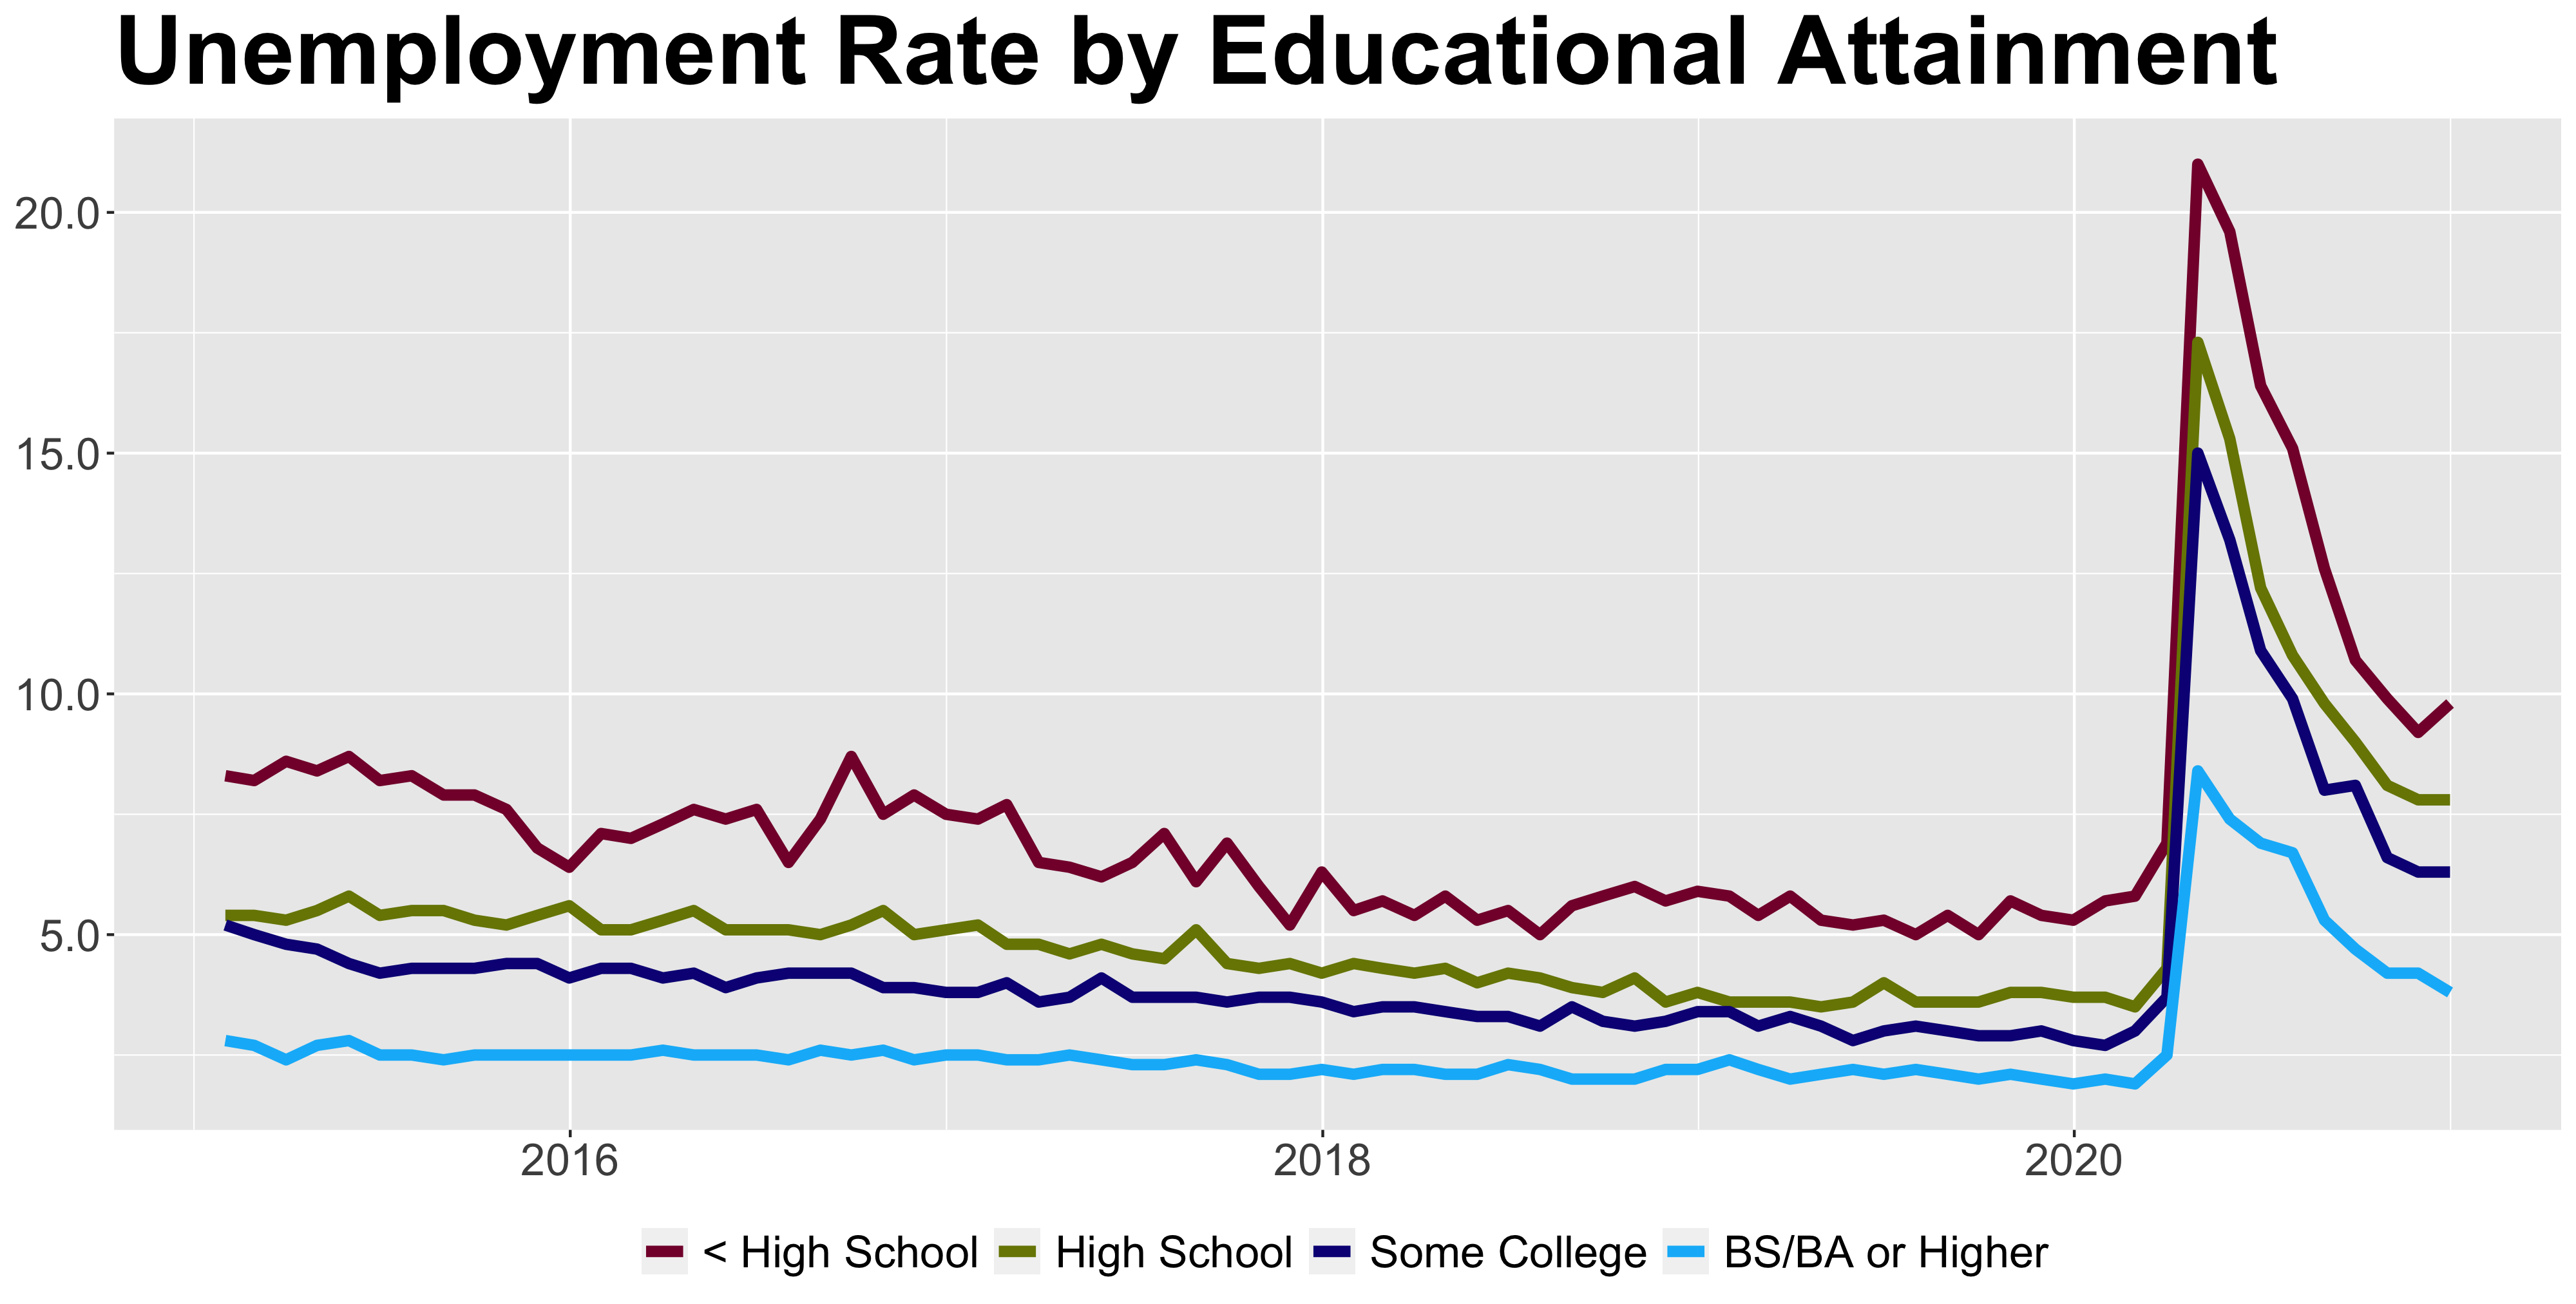 Unemployment Rate by Educational Attainment
20.0
15.0
10.0
5.0
2016 2018 2020
< High School High School Some College BS/BA or Higher